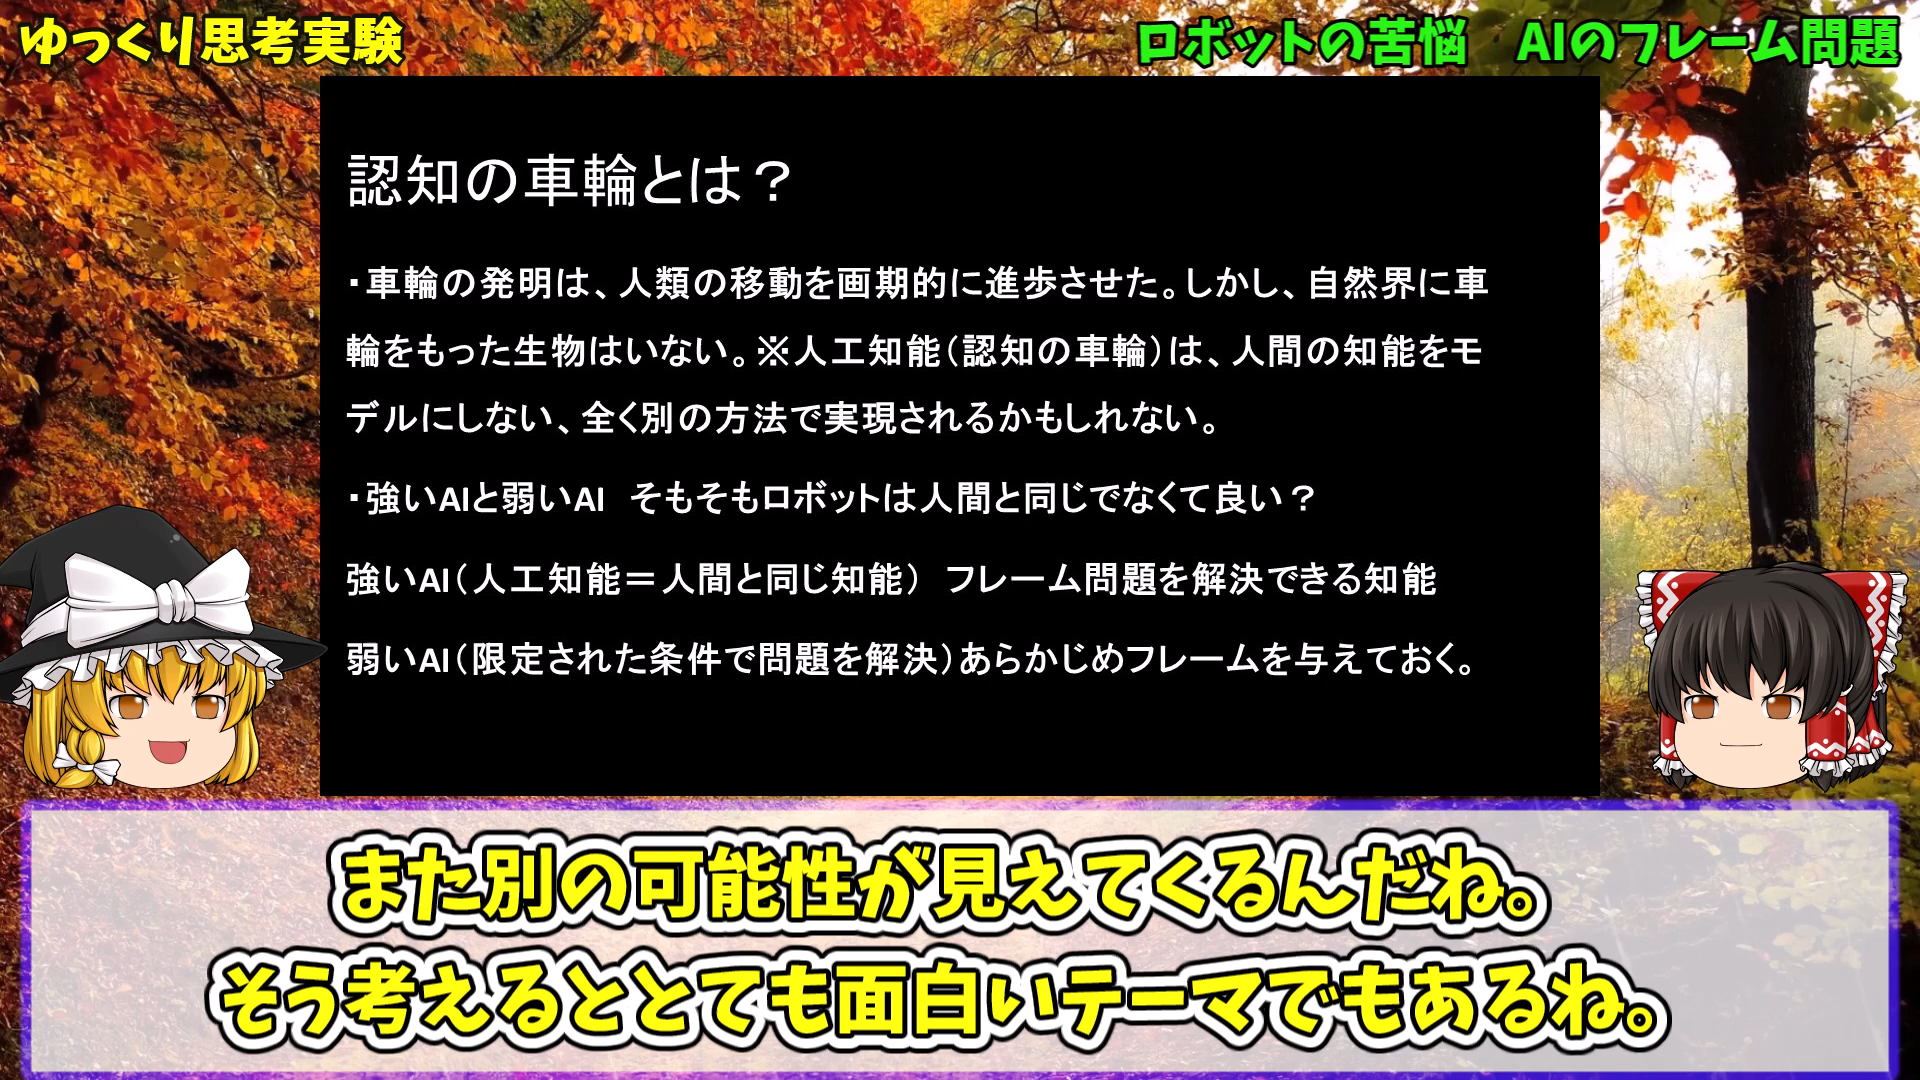 ゆっくり思考実験
ロボットの苦悩　AIのフレーム問題
認知の車輪とは？
・車輪の発明は、人類の移動を画期的に進歩させた。しかし、自然界に車
輪をもった生物はいない。※人工知能（認知の車輪）は、人間の知能をモ
デルにしない、全く別の方法で実現されるかもしれない。
・強いAIと弱いAI　そもそもロボットは人間と同じでなくて良い？
強いAI（人工知能＝人間と同じ知能）　フレーム問題を解決できる知能
弱いAI（限定された条件で問題を解決）あらかじめフレームを与えておく。
また別の可能性が見えてくるんだね。
そう考えるととても面白いテーマでもあるね。